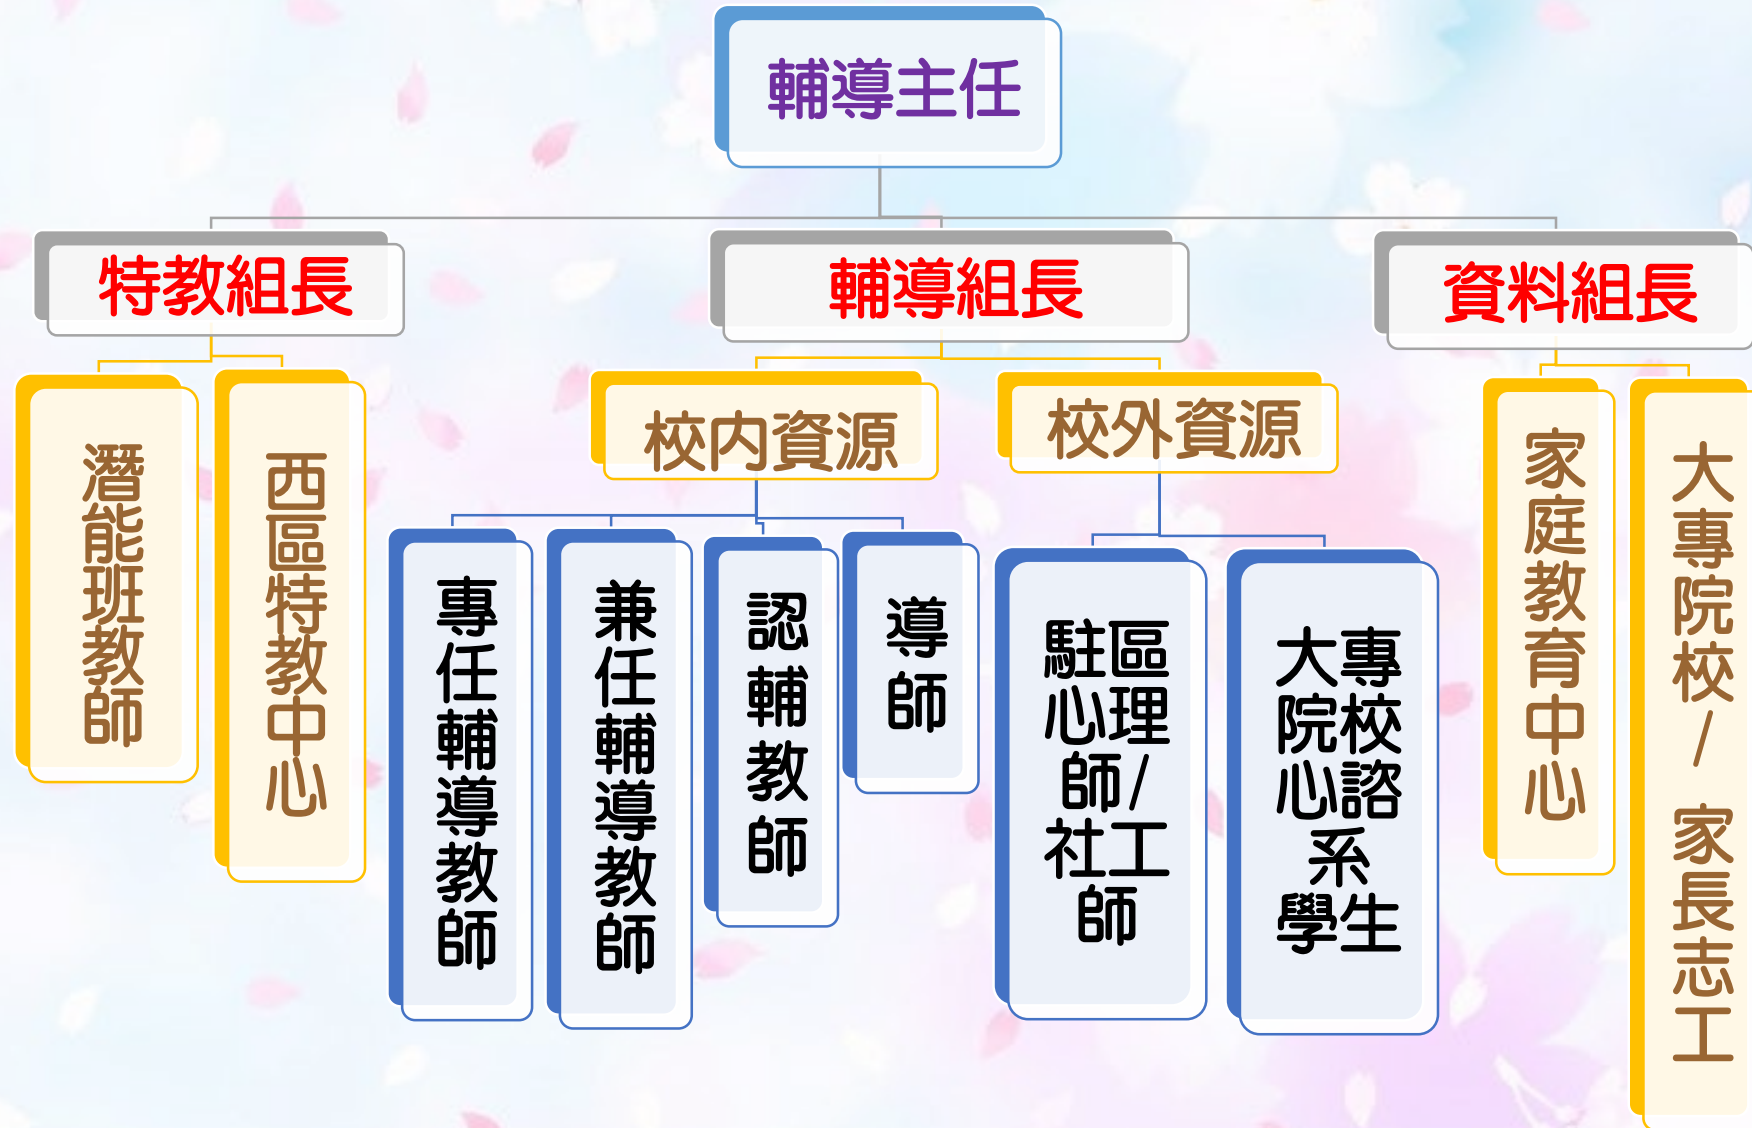 輔導主任
特教組長
輔導組長
資料組長
潛能班教師
西區特教中心
校內資源
校外資源
家庭教育中心
大專院校/ 家長志工
專任輔導教師
兼任輔導教師
認輔教師
導師
駐區
心理
師/
社工
師
大專
院校
心諮
系
學生